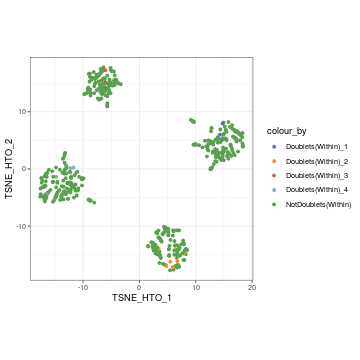 TSNE_HTO_2
10
0
-10
-10
0
10
20
TSNE_HTO_1
colour_by
Doublets(Within)_1
Doublets(Within)_2
Doublets(Within)_3
Doublets(Within)_4
NotDoublets(Within)